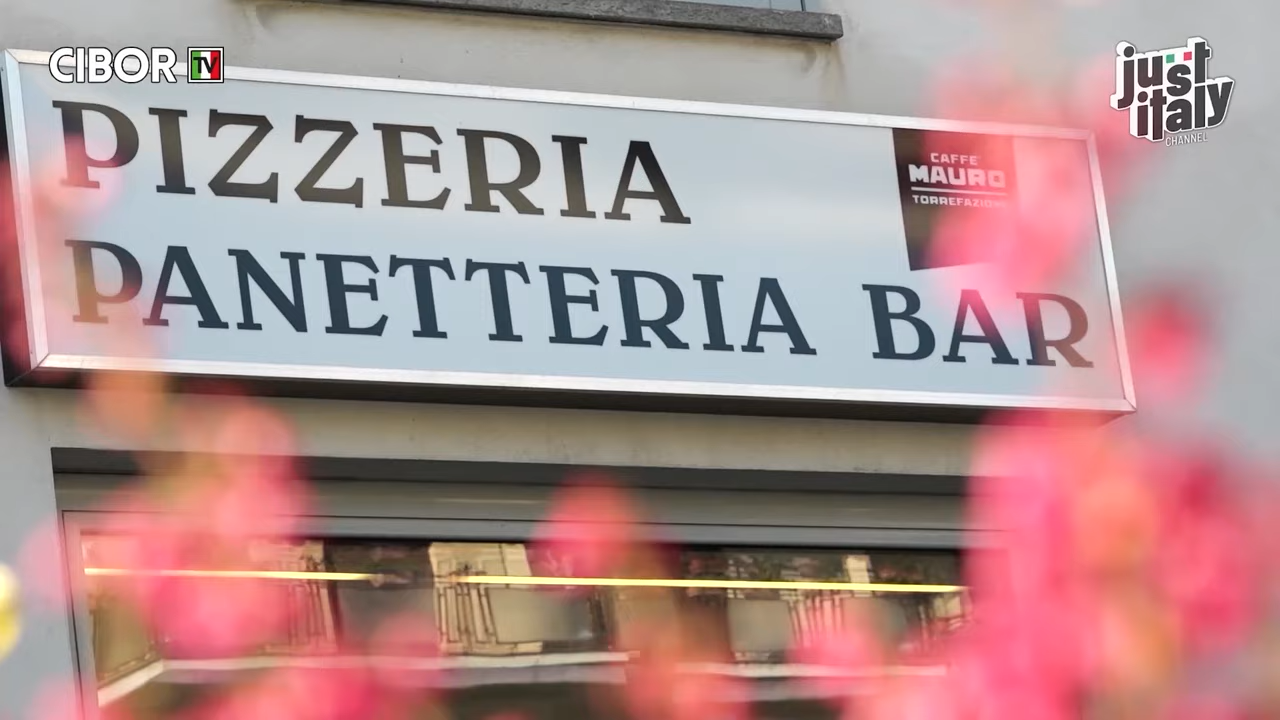 CIBOR TV
just
italy
CHANNEL
PIZZERIA
CAFFE'
MAURO
TORREFAZIONE
PANETTERIA BAR